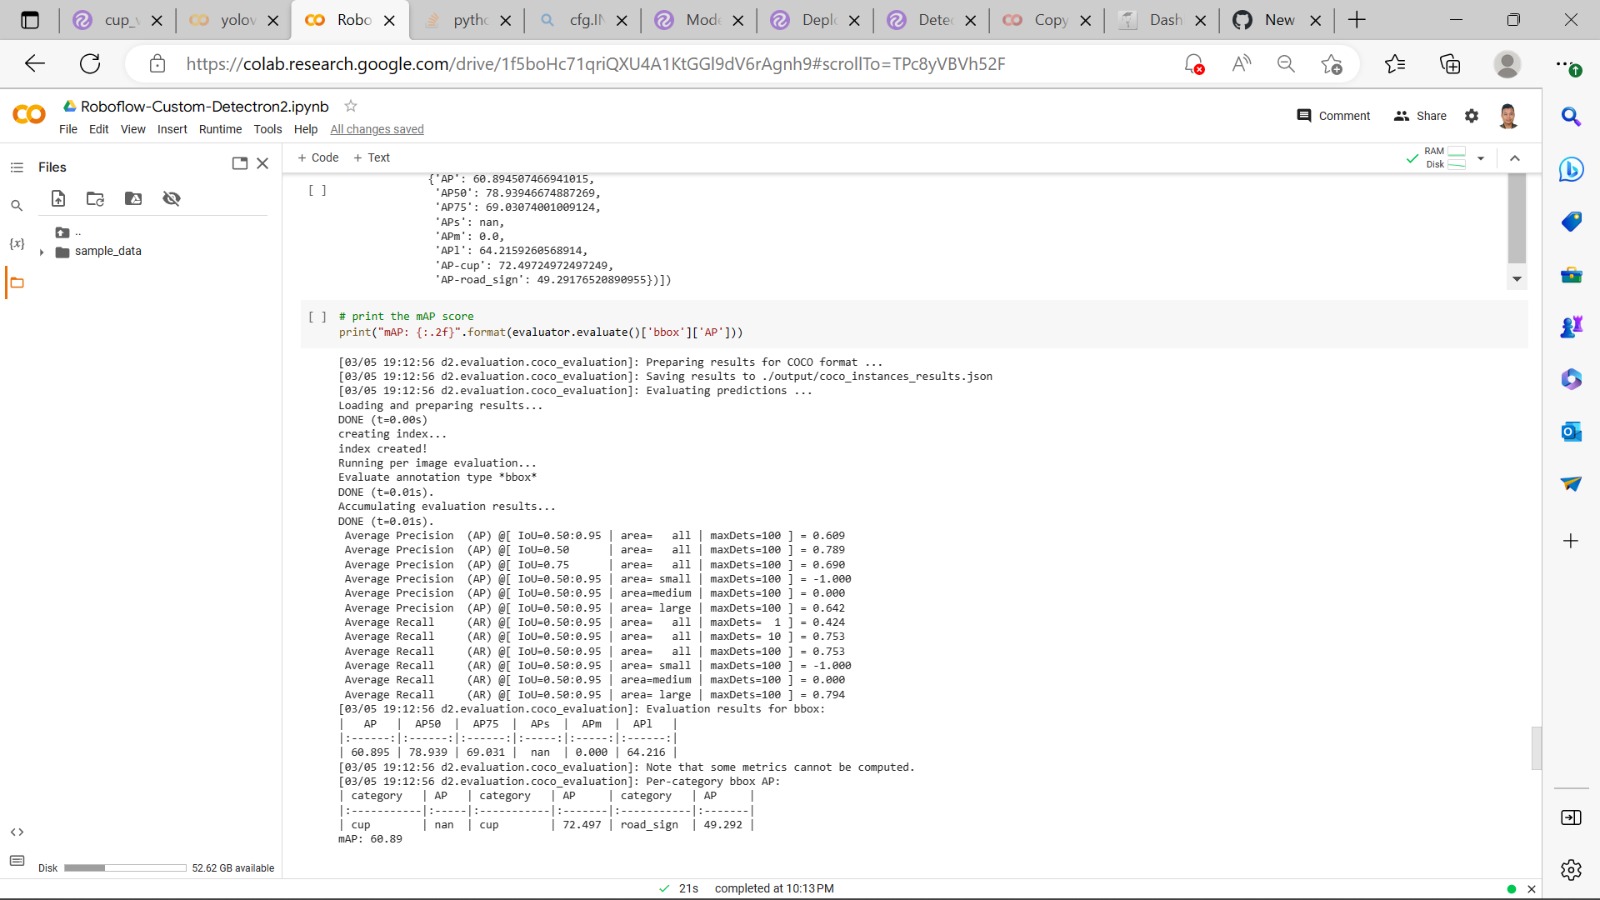 cup_
yolov
Robo
pytho
cfg.IN
Mode
Deplo
Detec
Copy
Dash
New
https://colab.research.google.com/drive/1f5boHc71qriQXU4A1KtGGl9dV6rAgnh9#scrollTo=TPc8yVBVh52F
Roboflow-Custom-Detectron2.ipynb
File Edit View Insert Runtime Tools Help All changes saved
Comment Share
Files
+ Code + Text
RAM
Disk
..
sample_data
{x}
[ ]
{'AP': 60.894507466941015,
'AP50': 78.93946674887269,
'AP75': 69.03074001009124,
'APs': nan,
'APm': 0.0,
'APl': 64.2159260568914,
'AP-cup': 72.49724972497249,
'AP-road_sign': 49.29176520890955})])
[ ] # print the mAP score
print("mAP: {:.2f}".format(evaluator.evaluate()['bbox']['AP']))
[03/05 19:12:56 d2.evaluation.coco_evaluation]: Preparing results for COCO format ...
[03/05 19:12:56 d2.evaluation.coco_evaluation]: Saving results to ./output/coco_instances_results.json
[03/05 19:12:56 d2.evaluation.coco_evaluation]: Evaluating predictions ...
Loading and preparing results...
DONE (t=0.00s)
creating index...
index created!
Running per image evaluation...
Evaluate annotation type *bbox*
DONE (t=0.01s).
Accumulating evaluation results...
DONE (t=0.01s).
Average Precision (AP) @[ IoU=0.50:0.95 | area= all | maxDets=100 ] = 0.609
Average Precision (AP) @[ IoU=0.50 | area= all | maxDets=100 ] = 0.789
Average Precision (AP) @[ IoU=0.75 | area= all | maxDets=100 ] = 0.690
Average Precision (AP) @[ IoU=0.50:0.95 | area= small | maxDets=100 ] = -1.000
Average Precision (AP) @[ IoU=0.50:0.95 | area=medium | maxDets=100 ] = 0.000
Average Precision (AP) @[ IoU=0.50:0.95 | area= large | maxDets=100 ] = 0.642
Average Recall (AR) @[ IoU=0.50:0.95 | area= all | maxDets= 1 ] = 0.424
Average Recall (AR) @[ IoU=0.50:0.95 | area= all | maxDets= 10 ] = 0.753
Average Recall (AR) @[ IoU=0.50:0.95 | area= all | maxDets=100 ] = 0.753
Average Recall (AR) @[ IoU=0.50:0.95 | area= small | maxDets=100 ] = -1.000
Average Recall (AR) @[ IoU=0.50:0.95 | area=medium | maxDets=100 ] = 0.000
Average Recall (AR) @[ IoU=0.50:0.95 | area= large | maxDets=100 ] = 0.794
[03/05 19:12:56 d2.evaluation.coco_evaluation]: Evaluation results for bbox:
| AP | AP50 | AP75 | APs | APm | APl |
|:------:|:------:|:------:|:-----:|:-----:|:------:|
| 60.895 | 78.939 | 69.031 | nan | 0.000 | 64.216 |
[03/05 19:12:56 d2.evaluation.coco_evaluation]: Note that some metrics cannot be computed.
[03/05 19:12:56 d2.evaluation.coco_evaluation]: Per-category bbox AP:
| category | AP | category | AP | category | AP |
|:-----------|:-----|:-----------|:-------|:-----------|:-------|
| cup | nan | cup | 72.497 | road_sign | 49.292 |
mAP: 60.89
Disk 52.62 GB available
21s completed at 10:13 PM